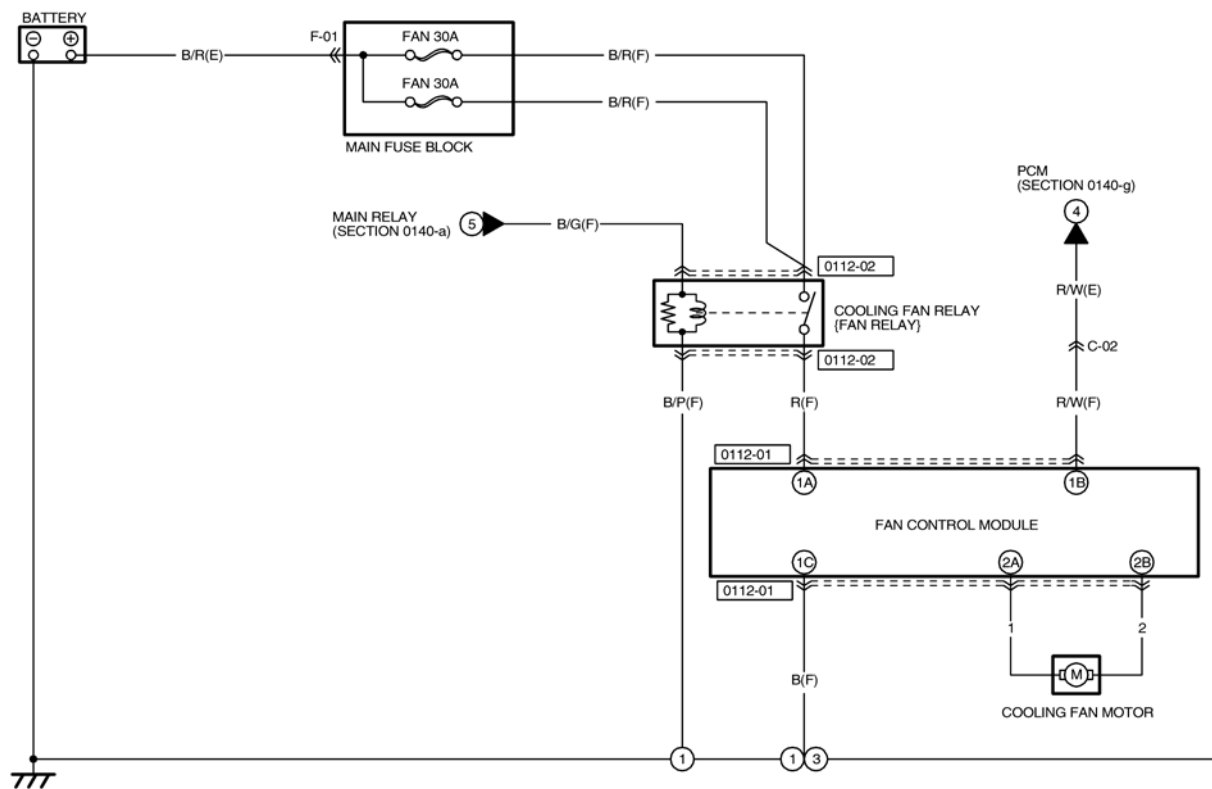 BATTERY
F-01
FAN 30A
B/R(E)
B/R(F)
FAN 30A
B/R(F)
MAIN FUSE BLOCK
PCM
(SECTION 0140-g)
4
MAIN RELAY
(SECTION 0140-a)
5
B/G(F)
0112-02
R/W(E)
COOLING FAN RELAY
{FAN RELAY}
C-02
0112-02
B/P(F)
R(F)
R/W(F)
0112-01
1A
1B
FAN CONTROL MODULE
1C
2A
2B
0112-01
1
2
M
B(F)
COOLING FAN MOTOR
1
1
3